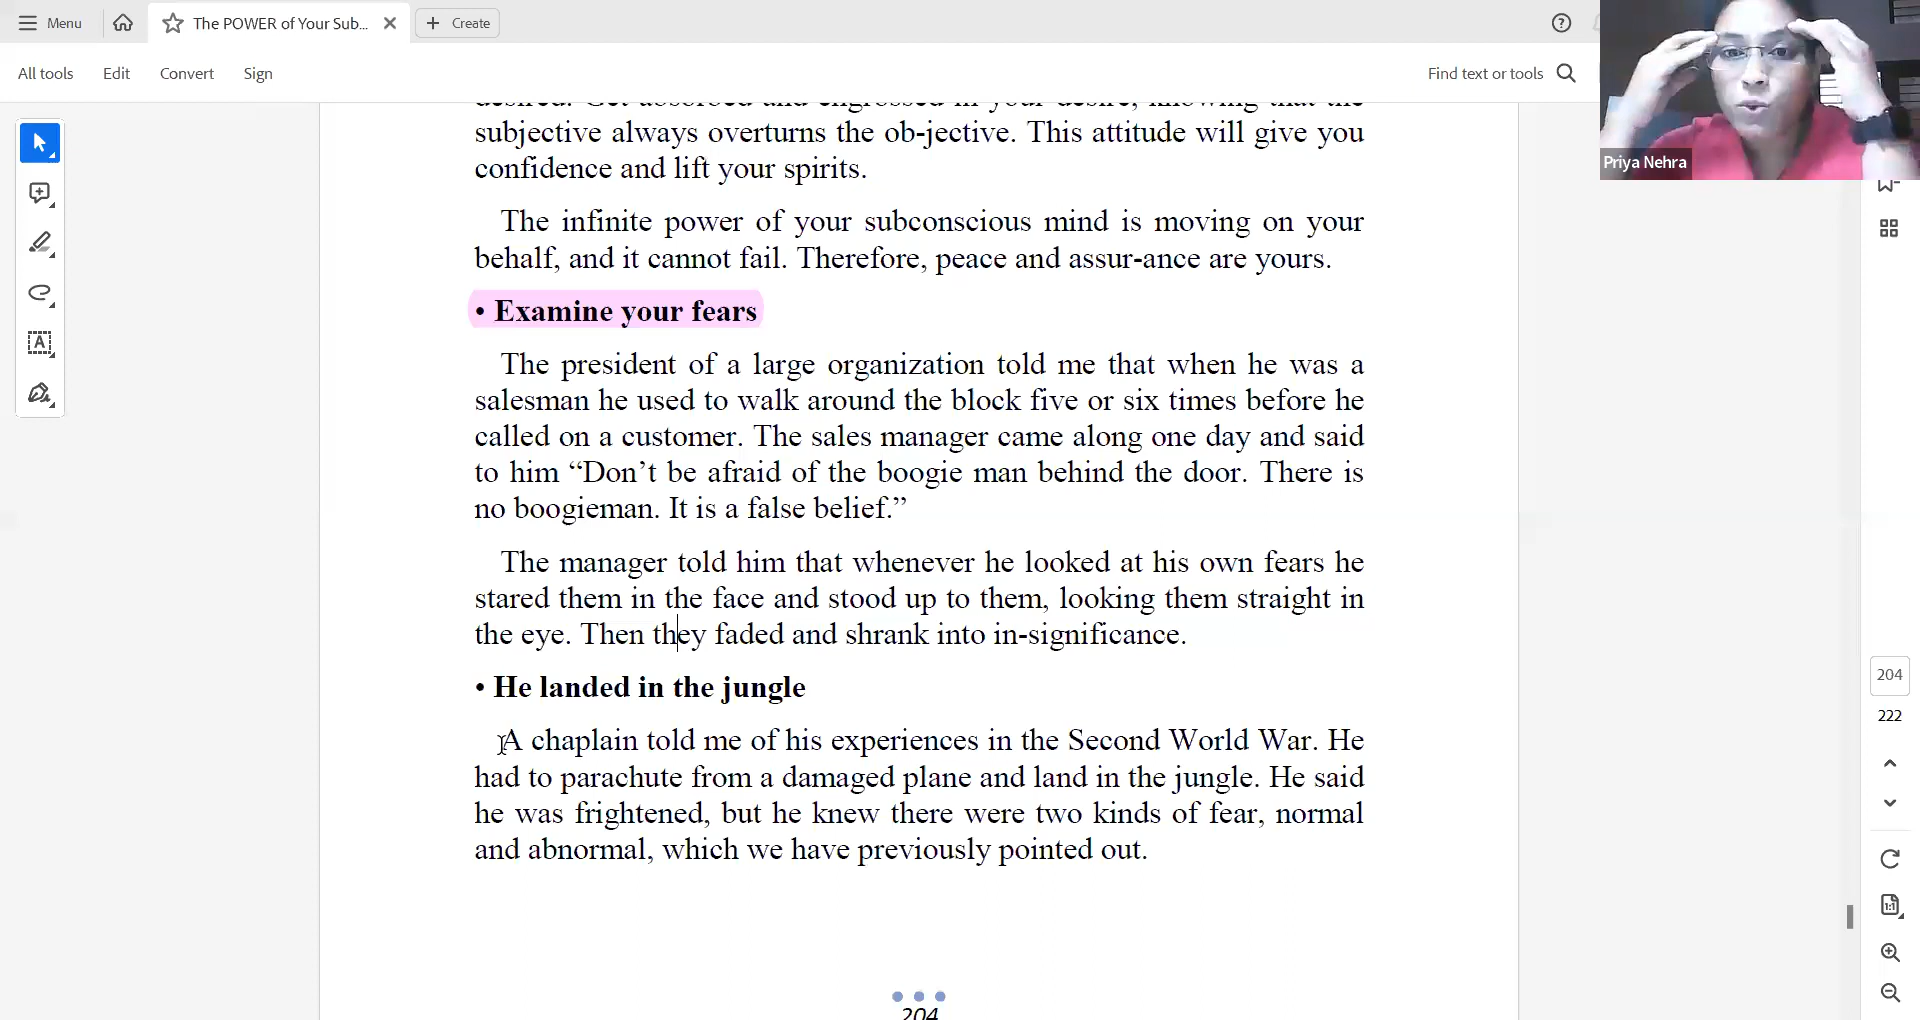 Menu
The POWER of Your Sub...
Create
All tools
Edit
Convert
Sign
Find text or tools
Priya Nehra
subjective always overturns the ob-jective. This attitude will give you
confidence and lift your spirits.
The infinite power of your subconscious mind is moving on your
behalf, and it cannot fail. Therefore, peace and assur-ance are yours.
• Examine your fears
The president of a large organization told me that when he was a
salesman he used to walk around the block five or six times before he
called on a customer. The sales manager came along one day and said
to him “Don’t be afraid of the boogie man behind the door. There is
no boogieman. It is a false belief.”
The manager told him that whenever he looked at his own fears he
stared them in the face and stood up to them, looking them straight in
the eye. Then they faded and shrank into in-significance.
• He landed in the jungle
A chaplain told me of his experiences in the Second World War. He
had to parachute from a damaged plane and land in the jungle. He said
he was frightened, but he knew there were two kinds of fear, normal
and abnormal, which we have previously pointed out.
204
204
222